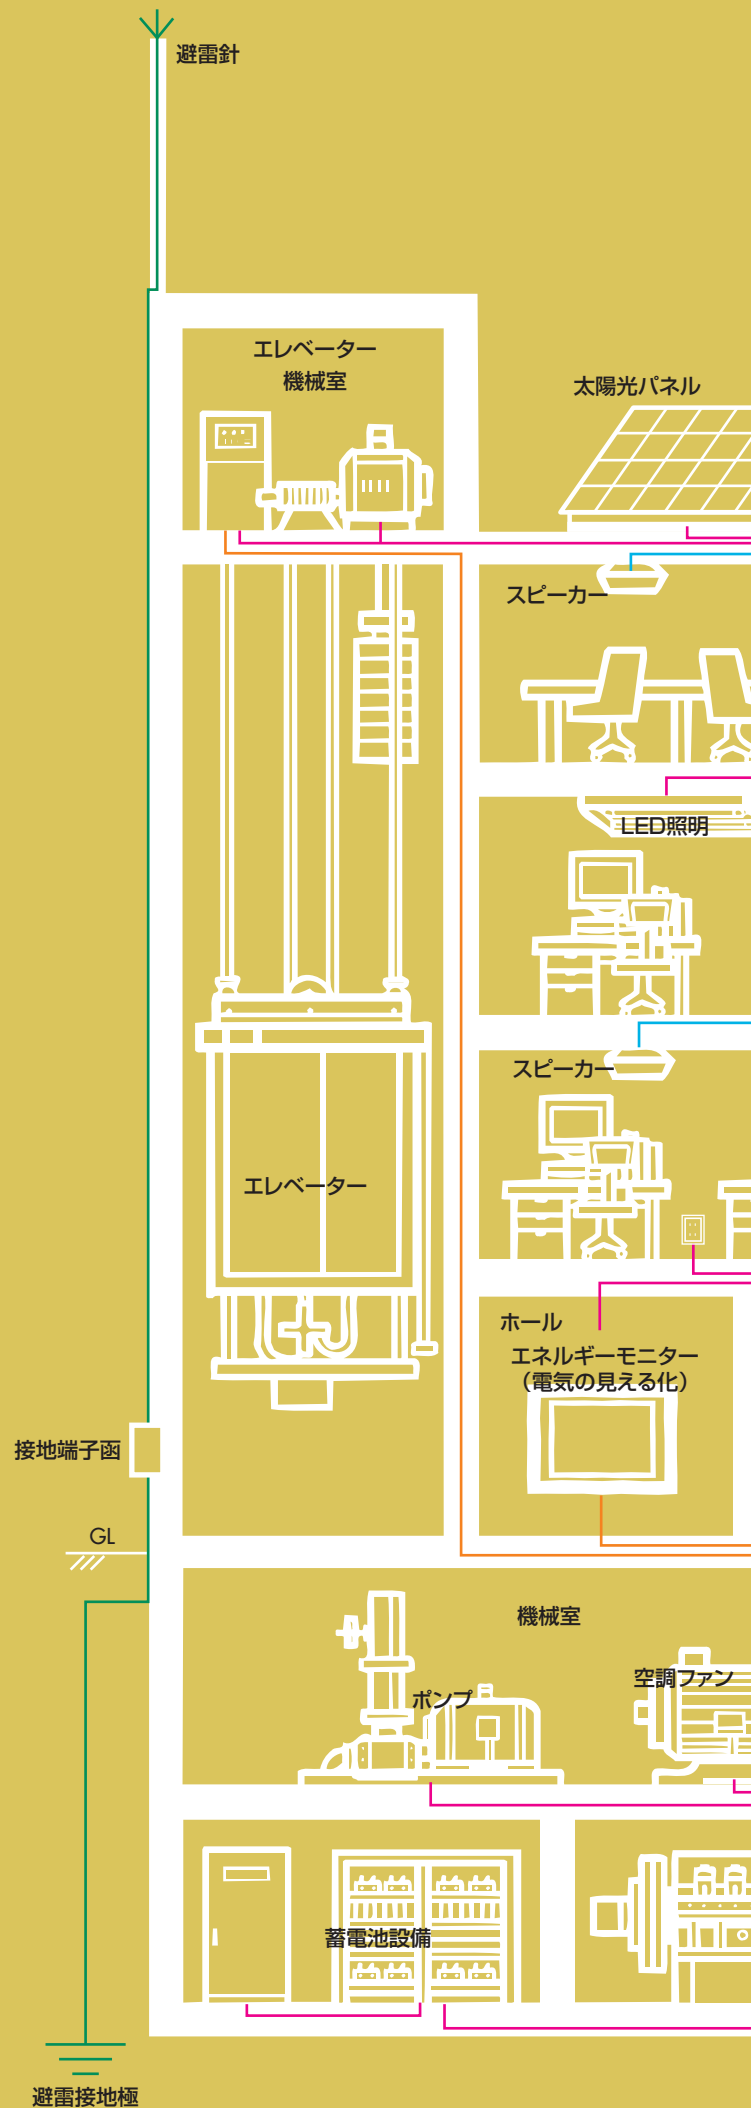 避雷針
エレベーター
機械室
太陽光パネル
スピーカー
LED照明
スピーカー
エレベーター
ホール
エネルギーモニター
（電気の見える化）
接地端子函
GL
機械室
空調ファン
ポンプ
蓄電池設備
避雷接地極